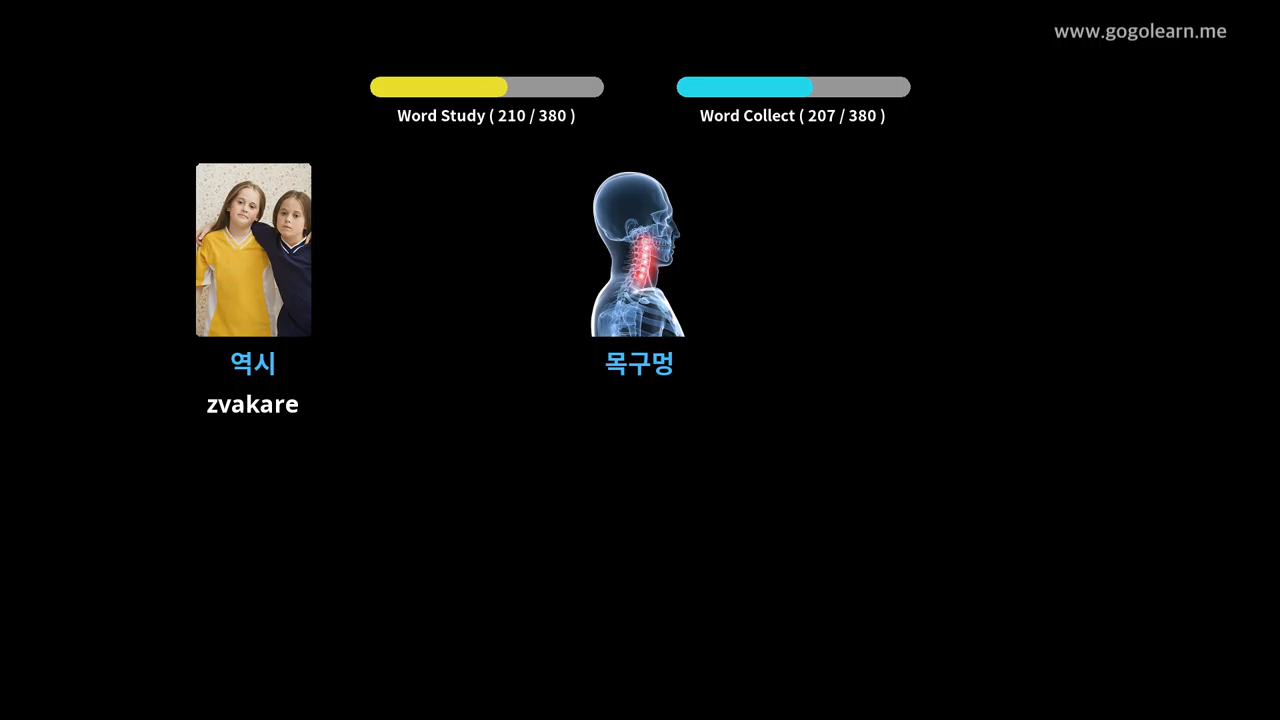 www.gogolearn.me
Word Study ( 210 / 380 )
Word Collect ( 207 / 380 )
역시
목구멍
zvakare